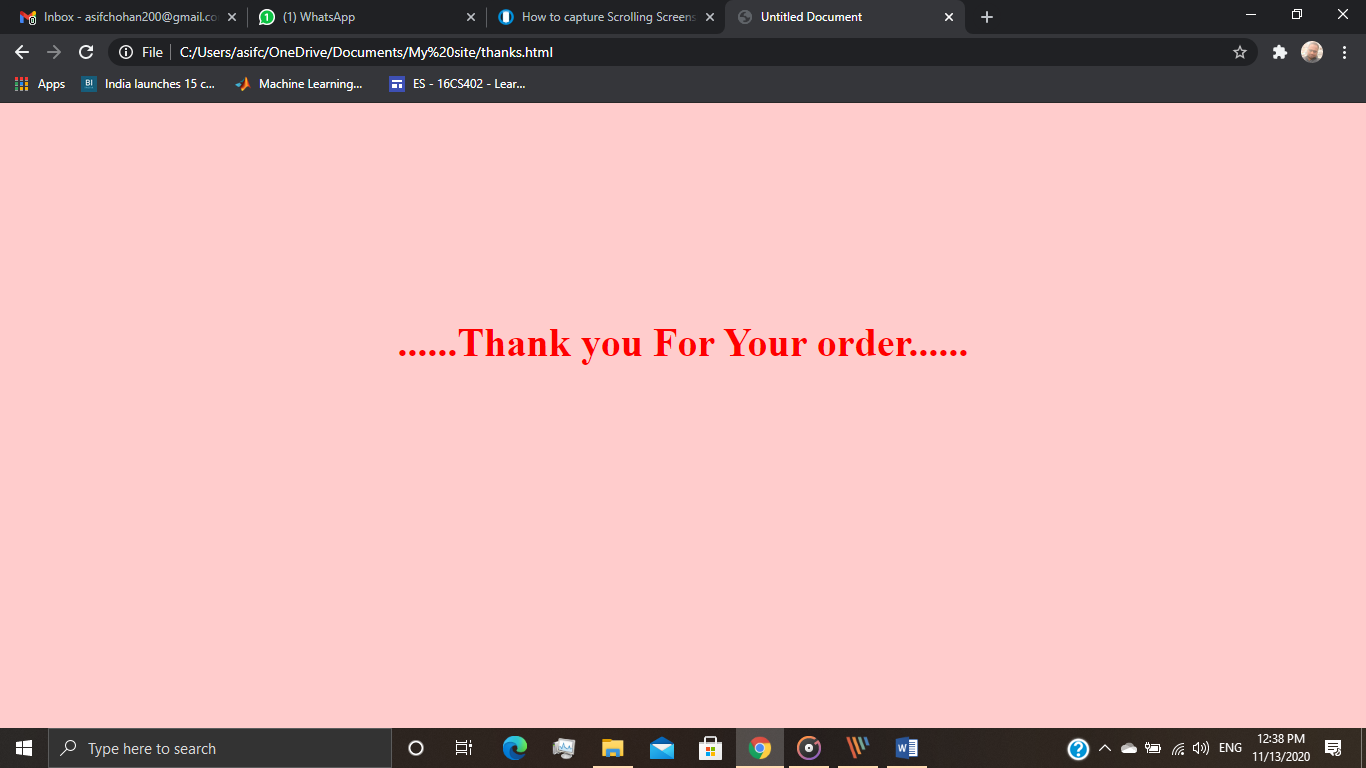 Inbox - asifchohan200@gmail.co
1
(1) WhatsApp
How to capture Scrolling Screens
Untitled Document
File
C:/Users/asifc/OneDrive/Documents/My%20site/thanks.html
Apps
BI
India launches 15 c...
Machine Learning...
ES - 16CS402 - Lear...
......Thank you For Your order......
Type here to search
ENG
12:38 PM
11/13/2020